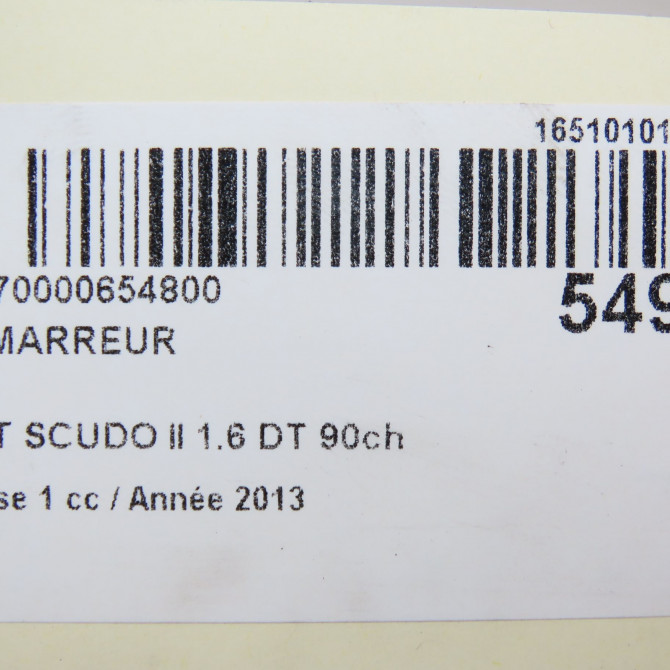 16510101
70000654800
549
MARREUR
T SCUDO II 1.6 DT 90ch
se 1 cc / Année 2013